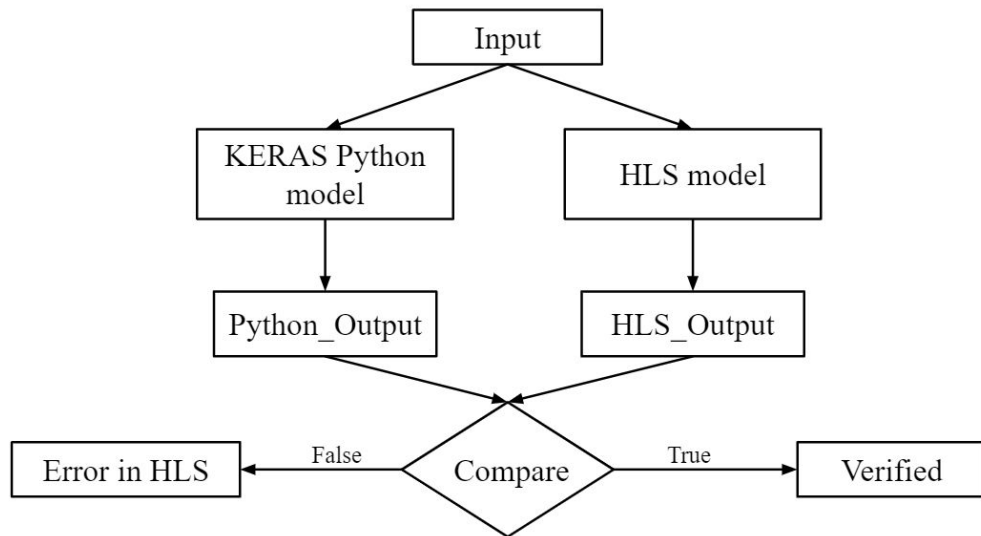 Input
KERAS Python
model
HLS model
Python_Output
HLS_Output
False
True
Error in HLS
Compare
Verified